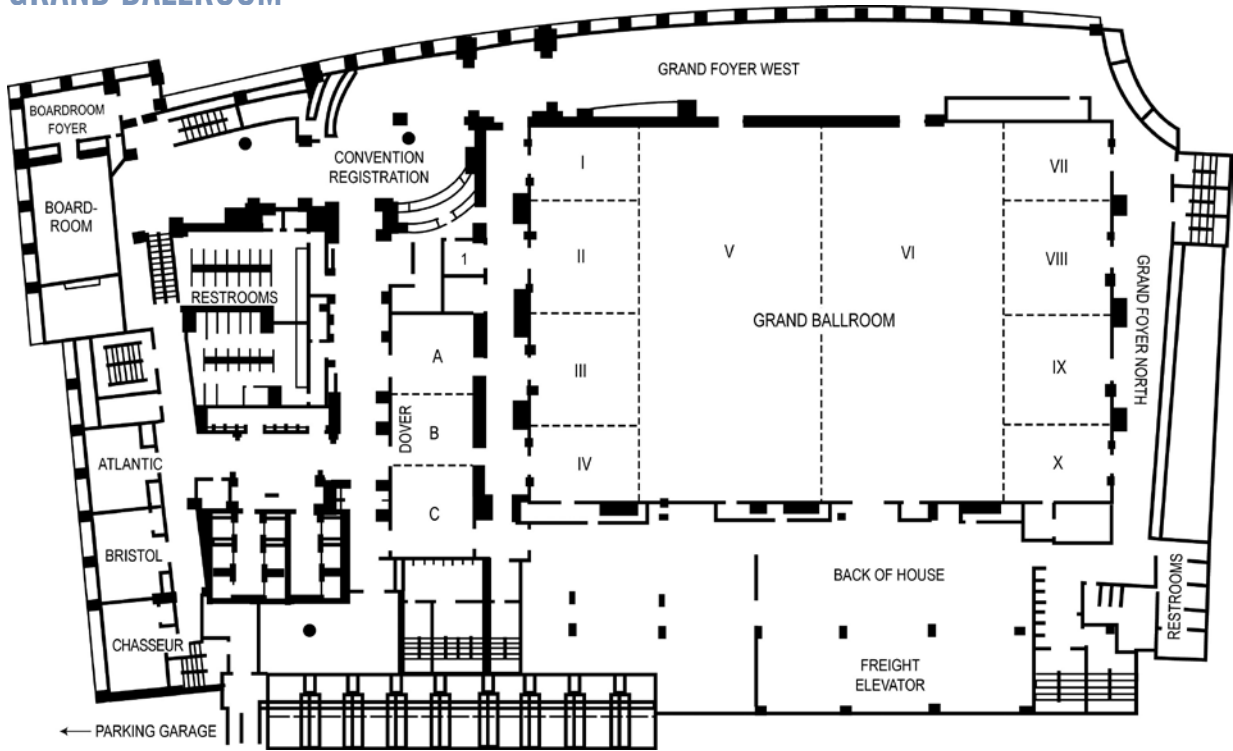 GRAND BALLROOM
GRAND FOYER WEST
BOARDROOM
FOYER
CONVENTION
REGISTRATION
BOARD-
ROOM
RESTROOMS
1
A
DOVER
B
C
I
II
III
IV
V
VI
GRAND BALLROOM
VII
VIII
IX
X
GRAND FOYER NORTH
ATLANTIC
BRISTOL
CHASSEUR
BACK OF HOUSE
FREIGHT
ELEVATOR
RESTROOMS
← PARKING GARAGE